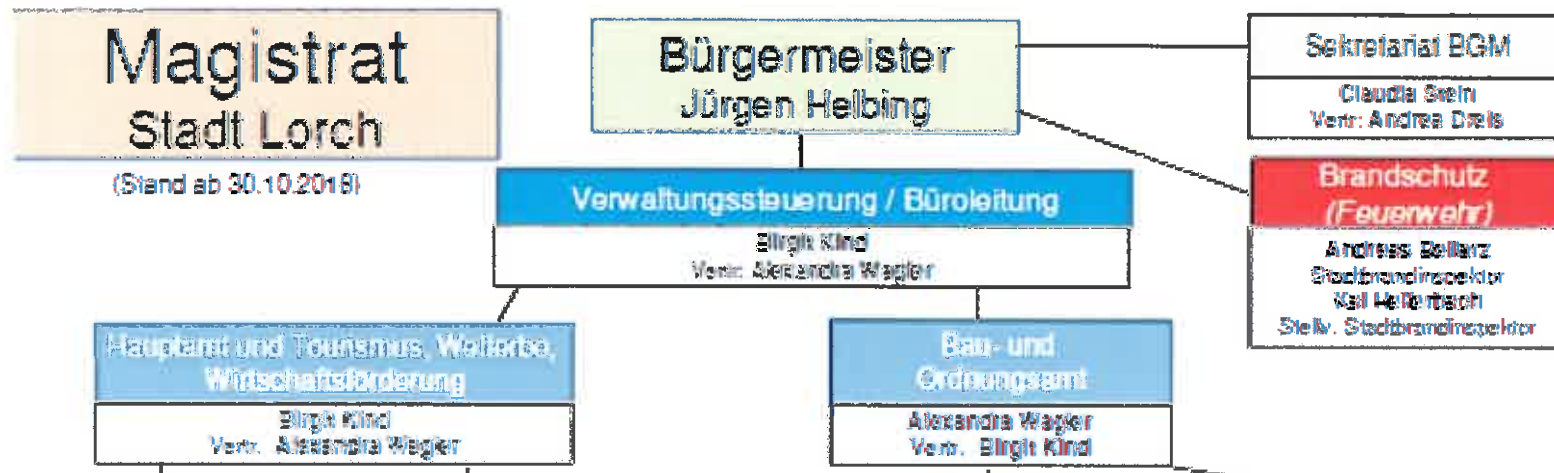 Magistrat
Stadt Lorch
(Stand ab 30.10.2018)
Bürgermeister
Jürgen Helbing
Sekretariat BGM
Claudia Stein
Vertr: Andrea Dreis
Brandschutz
(Feuerwehr)
Andreas Bellarz
Stadtbrandinspektor
Stellv. Stadtbrandinspektor
Verwaltungssteuerung / Büroleitung
Birgit Kind
Vertr: Alexandra Wagler
Hauptamt und Tourismus, Welterbe,
Wirtschaftsförderung
Birgit Kind
Vertr. Alexandra Wagler
Bau- und
Ordnungsamt
Alexandra Wagler
Vertr. Birgit Kind